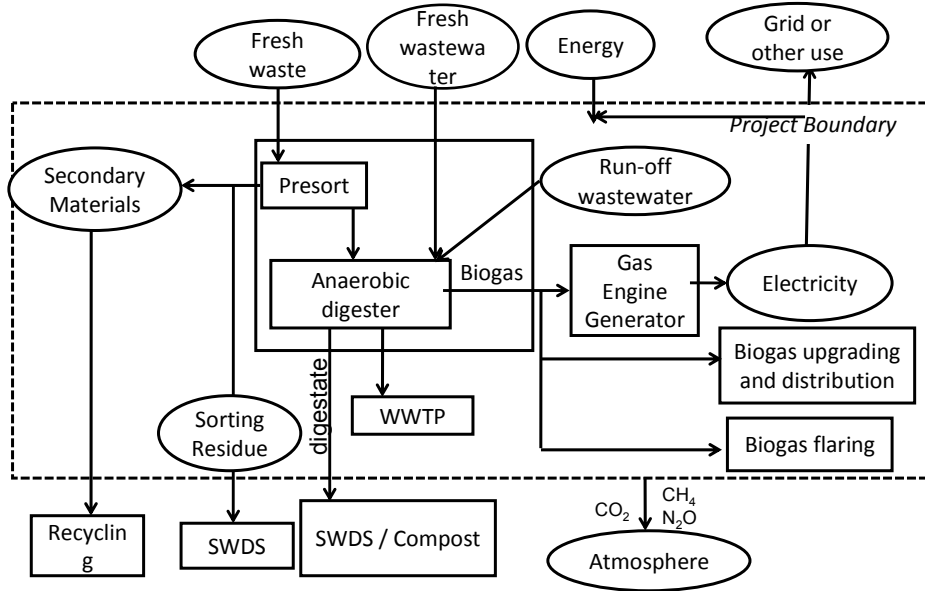 Fresh
waste
Fresh
wastewa
ter
Energy
Grid or
other use
Project Boundary
Secondary
Materials
Presort
Run-off
wastewater
Anaerobic
digester
Biogas
Gas
Engine
Generator
Electricity
Biogas upgrading
and distribution
digestate
WWTP
Sorting
Residue
Biogas flaring
Recyclin
g
SWDS
SWDS / Compost
CO₂
CH₄
N₂O
Atmosphere